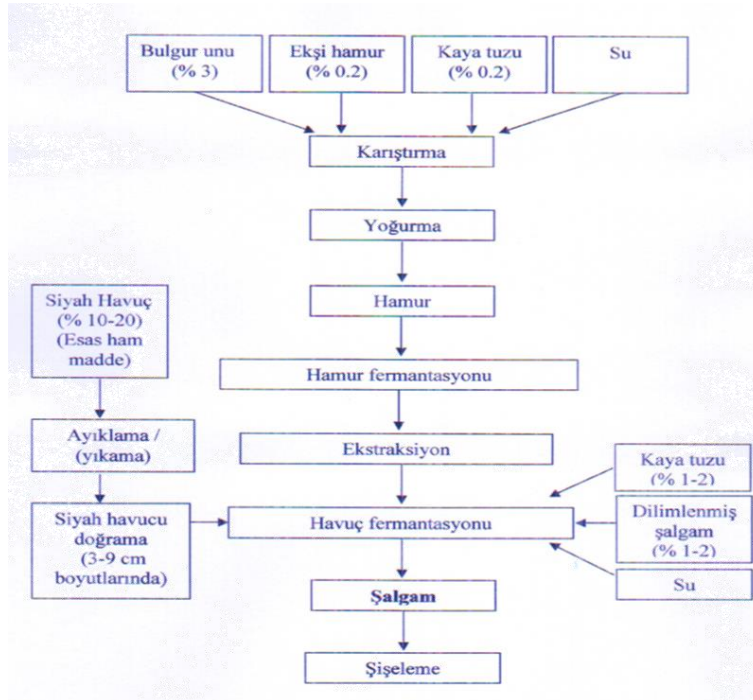 Bulgur unu
(% 3)
Ekşi hamur
(% 0.2)
Kaya tuzu
(% 0.2)
Su
Karıştırma
Yoğurma
Hamur
Siyah Havuç
(% 10-20)
(Esas ham
madde)
Hamur fermantasyonu
Ayıklama /
(yıkama)
Ekstraksiyon
Kaya tuzu
(% 1-2)
Siyah havucu
doğrama
(3-9 cm
boyutlarında)
Havuç fermantasyonu
Dilimlenmiş
şalgam
(% 1-2)
Su
Şalgam
Şişeleme